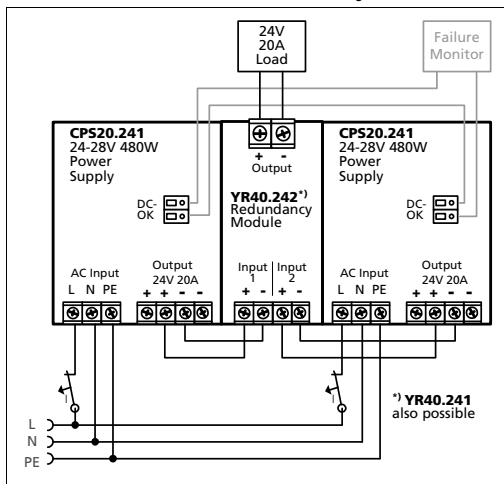 24V
20A
Load
Failure
Monitor
CPS20.241
24-28V 480W
Power
Supply
DC-
OK
AC Input
L N PE
Output
24V 20A
+ + - -
+ -
Output
YR40.242*)
Redundancy
Module
Input
1
Input
2
+ - + -
CPS20.241
24-28V 480W
Power
Supply
DC-
OK
AC Input
L N PE
Output
24V 20A
+ + - -
I
I
*) YR40.241
also possible
L
N
PE